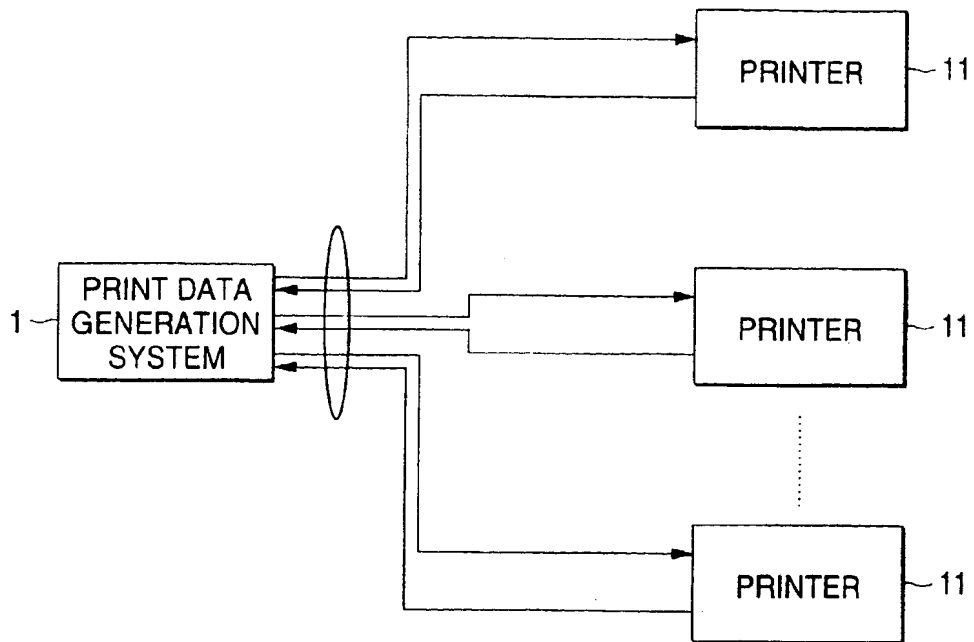 PRINTER 11
1 PRINT DATA
GENERATION
SYSTEM
PRINTER 11
PRINTER 11